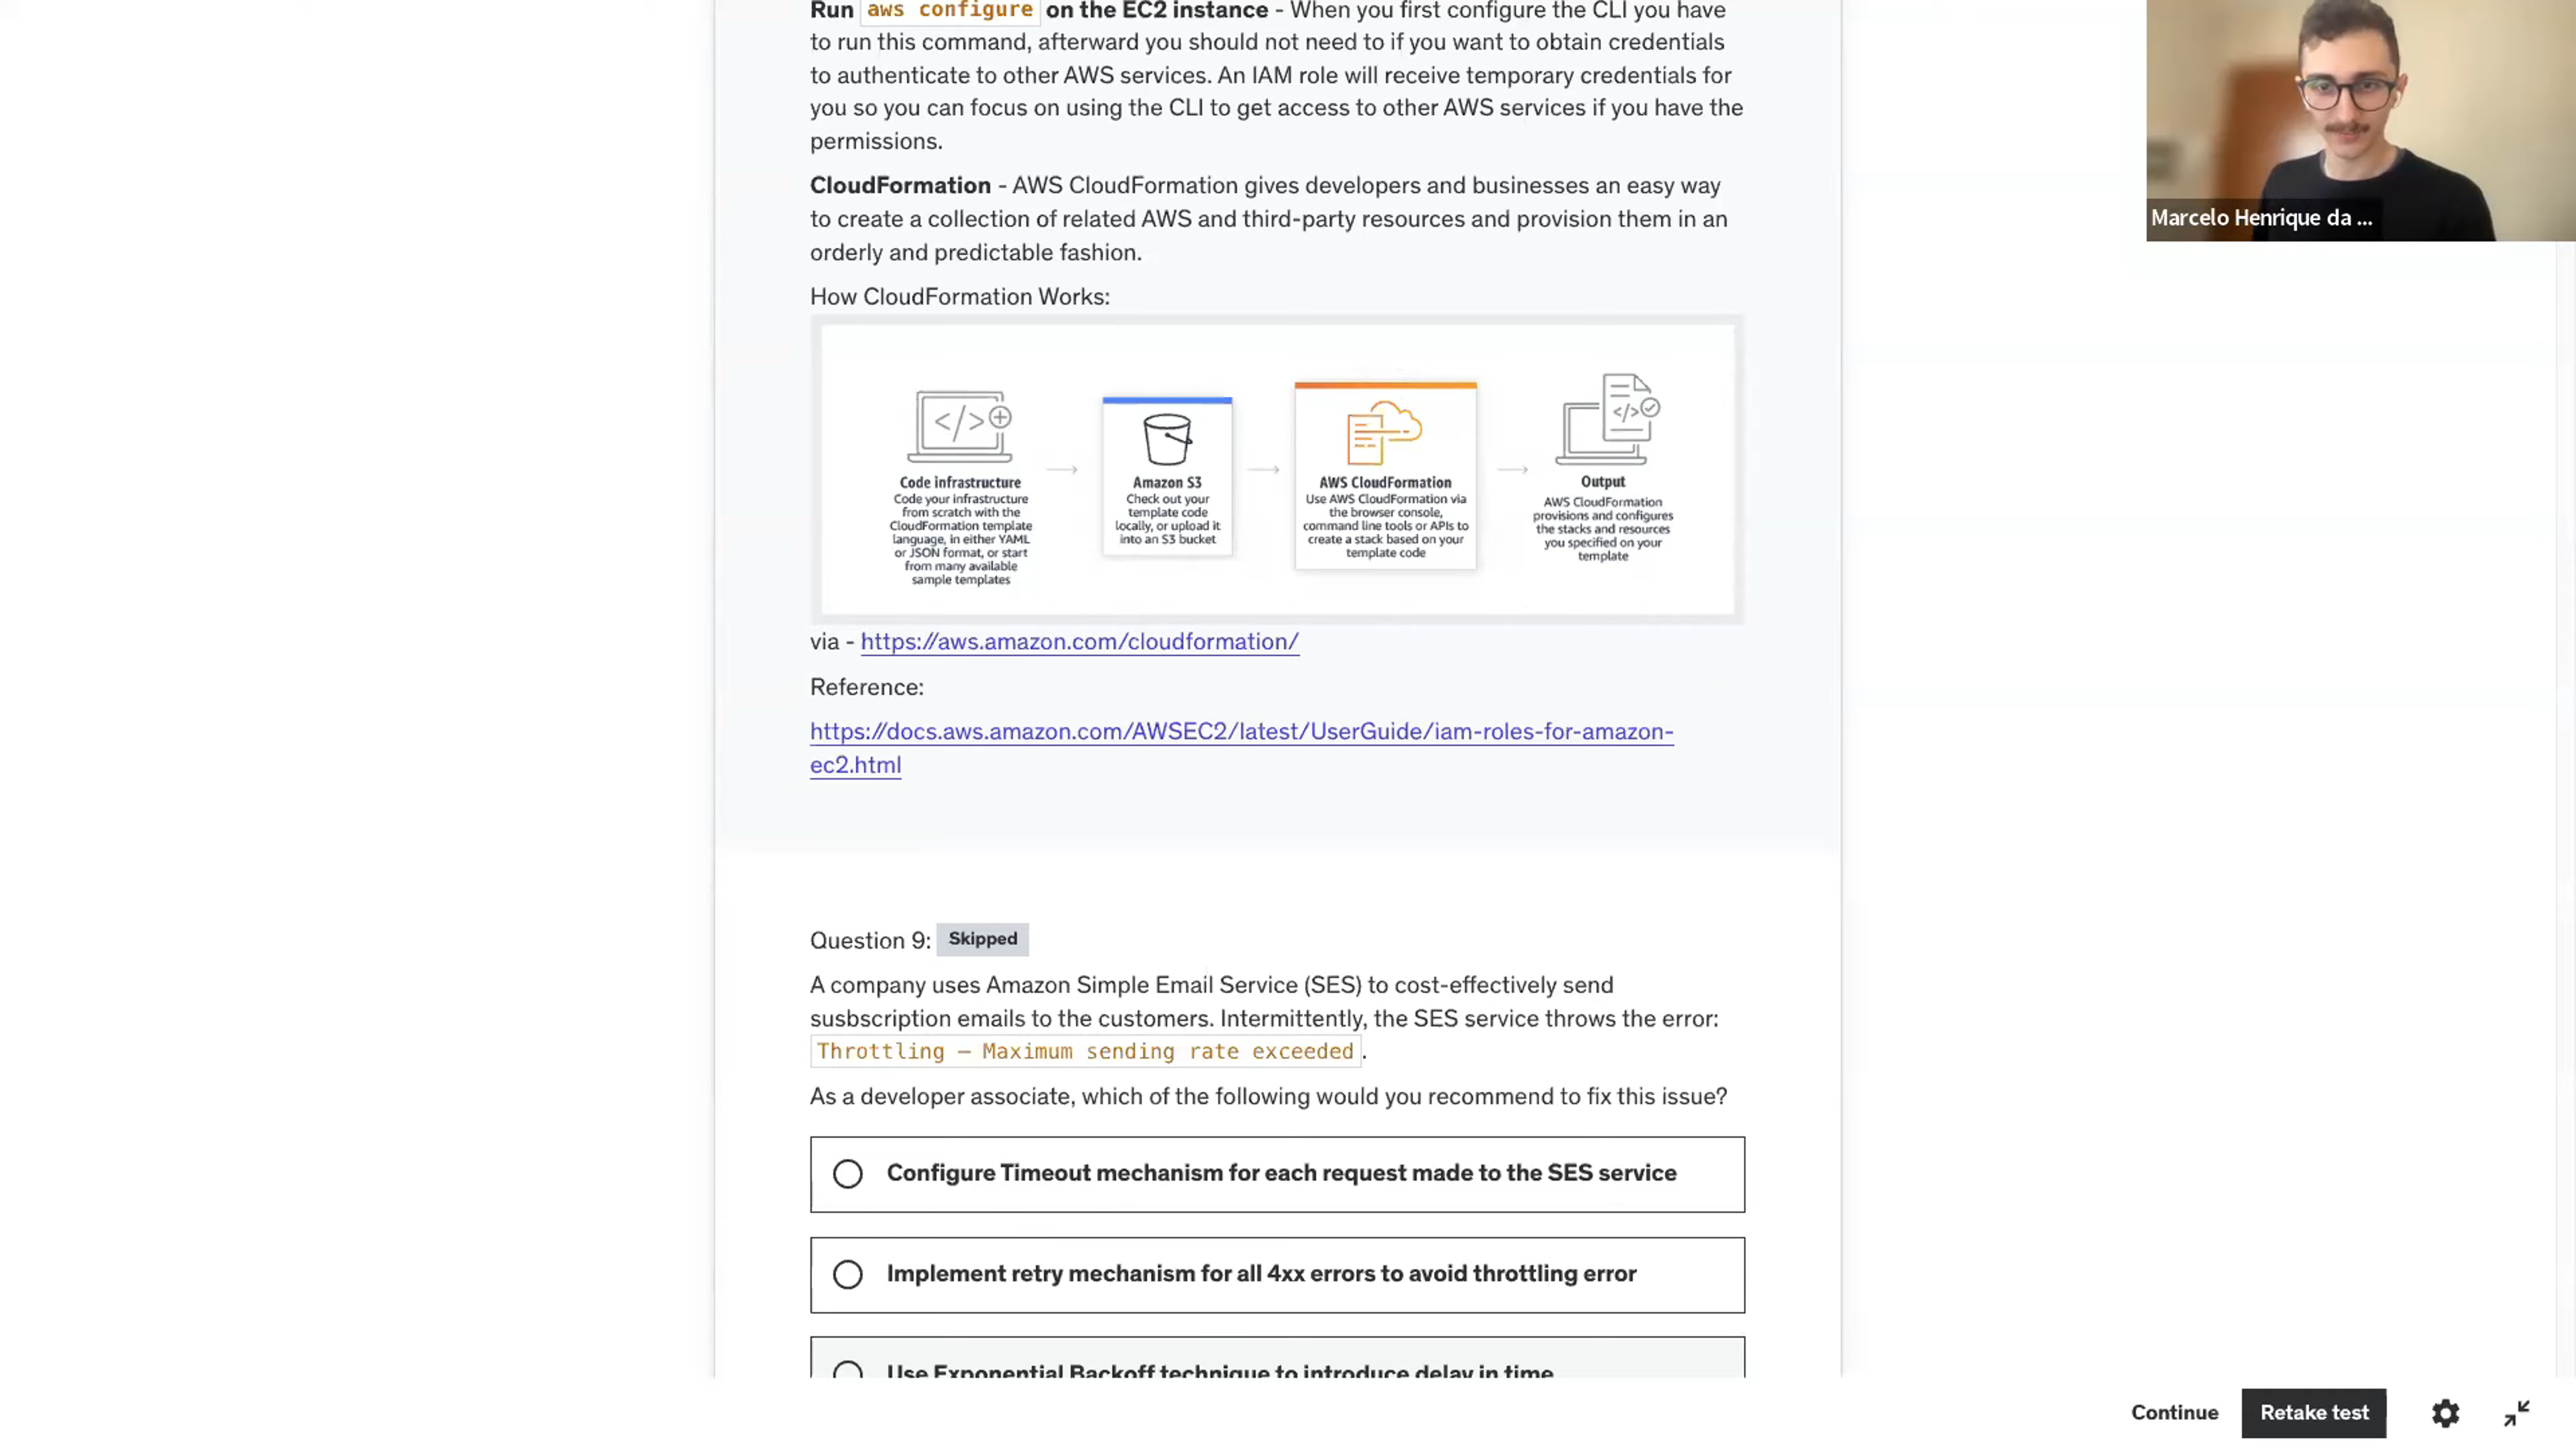 Run aws configure on the EC2 instance - When you first configure the CLI you have
to run this command, afterward you should not need to if you want to obtain credentials
to authenticate to other AWS services. An IAM role will receive temporary credentials for
you so you can focus on using the CLI to get access to other AWS services if you have the
permissions.
CloudFormation - AWS CloudFormation gives developers and businesses an easy way
to create a collection of related AWS and third-party resources and provision them in an
orderly and predictable fashion.
How CloudFormation Works:
Code infrastructure
Code your infrastructure
from scratch with the
CloudFormation template
language, in either YAML
or JSON format, or start
from many available
sample templates
Amazon S3
Check out your
template code
locally, or upload it
into an S3 bucket
AWS CloudFormation
Use AWS CloudFormation via
the browser console,
command line tools or APIs to
create a stack based on your
template code
Output
AWS CloudFormation
provisions and configures
the stacks and resources
you specified on your
template
via - https://aws.amazon.com/cloudformation/
Reference:
https://docs.aws.amazon.com/AWSEC2/latest/UserGuide/iam-roles-for-amazon-
ec2.html
Question 9: Skipped
A company uses Amazon Simple Email Service (SES) to cost-effectively send
susbscription emails to the customers. Intermittently, the SES service throws the error:
Throttling – Maximum sending rate exceeded.
As a developer associate, which of the following would you recommend to fix this issue?
Configure Timeout mechanism for each request made to the SES service
Implement retry mechanism for all 4xx errors to avoid throttling error
Use Exponential Backoff technique to introduce delay in time
Marcelo Henrique da ...
Continue
Retake test